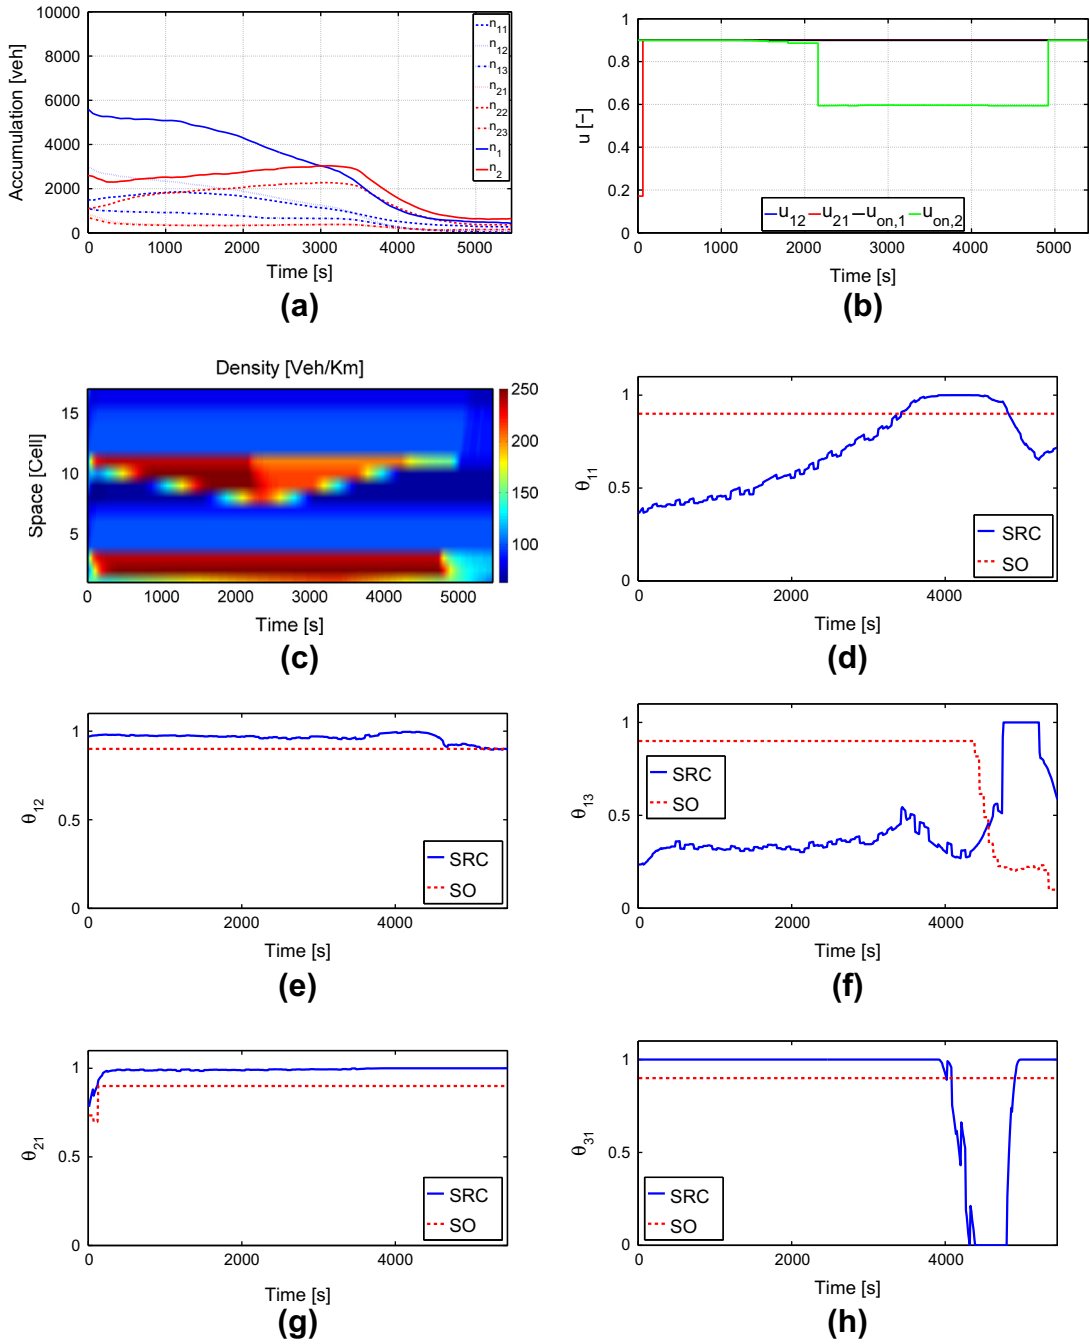 10000
8000
6000
4000
2000
0
Accumulation [veh]
n11
n12
n13
n21
n22
n23
n1
n2
0 1000 2000 3000 4000 5000
Time [s]
(a)
1
0.8
0.6
0.4
0.2
0
u [−]
u12 u21 uon,1 uon,2
0 1000 2000 3000 4000 5000
Time [s]
(b)
Density [Veh/Km]
15
10
5
Space [Cell]
250
200
150
100
0 1000 2000 3000 4000 5000
Time [s]
(c)
1
0.5
0
θ11
SRC
SO
0 2000 4000
Time [s]
(d)
1
0.5
0
θ12
SRC
SO
0 2000 4000
Time [s]
(e)
1
0.5
0
θ13
SRC
SO
0 2000 4000
Time [s]
(f)
1
0.5
0
θ21
SRC
SO
0 2000 4000
Time [s]
(g)
1
0.5
0
θ31
SRC
SO
0 2000 4000
Time [s]
(h)